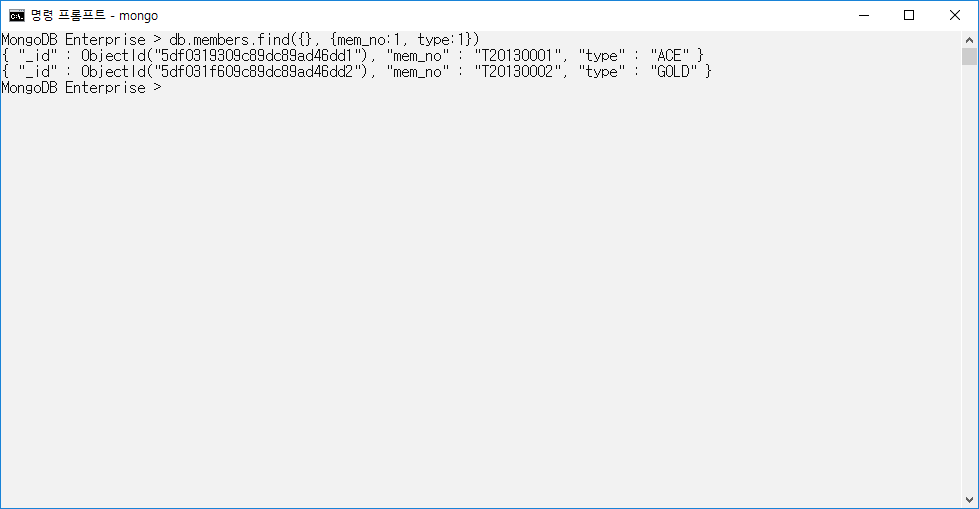 명령 프롬프트 - mongo
MongoDB Enterprise > db.members.find({}, {mem_no:1, type:1})
{ "_id" : ObjectId("5df0319309c89dc89ad46dd1"), "mem_no" : "T20130001", "type" : "ACE" }
{ "_id" : ObjectId("5df031f609c89dc89ad46dd2"), "mem_no" : "T20130002", "type" : "GOLD" }
MongoDB Enterprise >